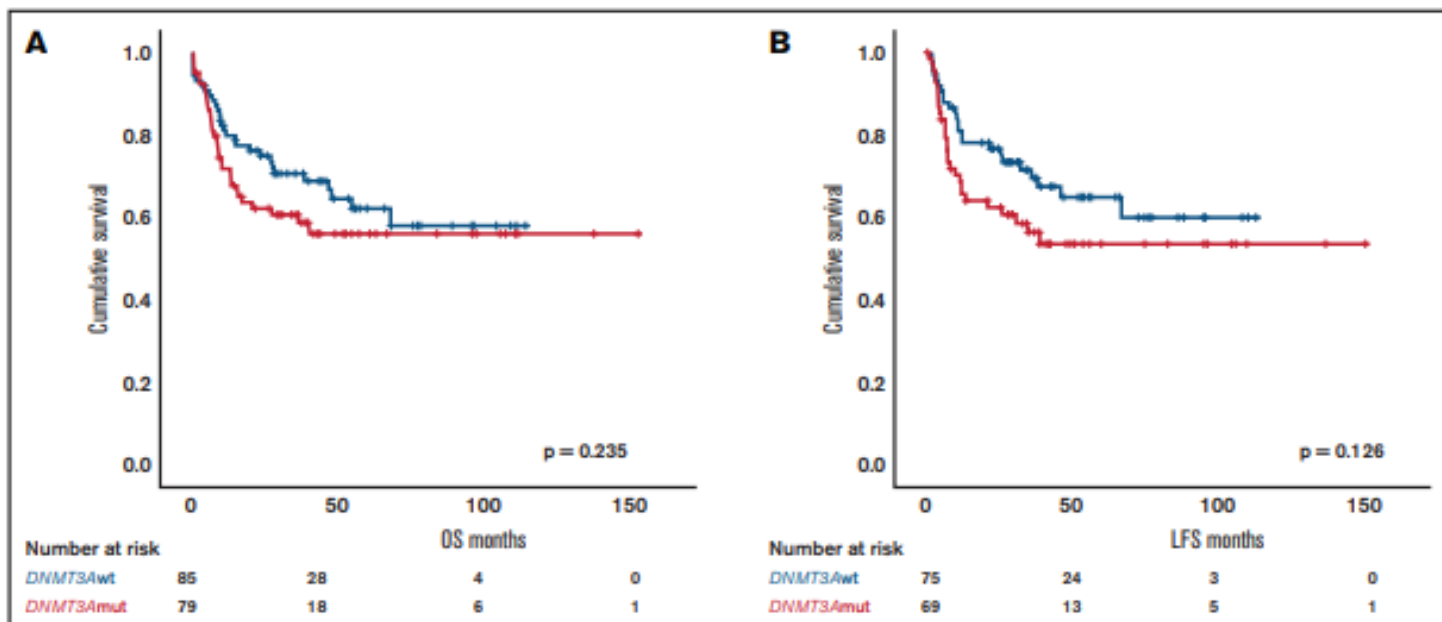 A
Cumulative survival
1.0
0.8
0.6
0.4
0.2
0.0
p = 0.235
0 50 100 150
OS months
Number at risk
DNMT3Awt 85 28 4 0
DNMT3Amut 79 18 6 1
B
Cumulative survival
1.0
0.8
0.6
0.4
0.2
0.0
p = 0.126
0 50 100 150
LFS months
Number at risk
DNMT3Awt 75 24 3 0
DNMT3Amut 69 13 5 1